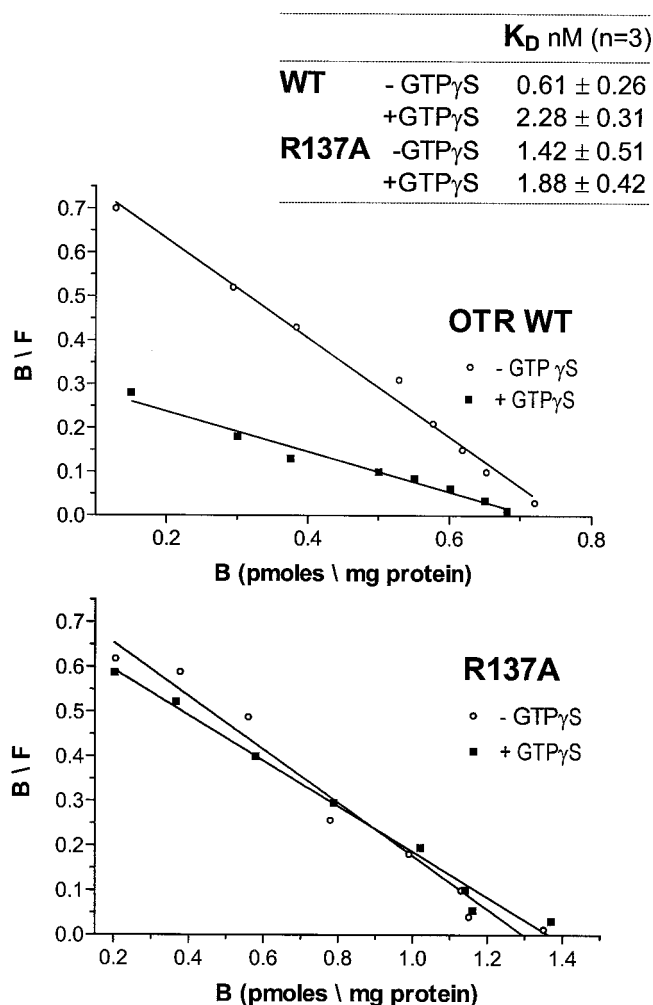 K_D nM (n=3)
WT - GTPγS 0.61 ± 0.26
+GTPγS 2.28 ± 0.31
R137A -GTPγS 1.42 ± 0.51
+GTPγS 1.88 ± 0.42
0.7
0.6
0.5
0.4
0.3
0.2
0.1
0.0
B \ F
OTR WT
- GTP γS
+ GTPγS
0.2 0.4 0.6 0.8
B (pmoles \ mg protein)
0.7
0.6
0.5
0.4
0.3
0.2
0.1
0.0
B \ F
R137A
- GTPγS
+ GTPγS
0.2 0.4 0.6 0.8 1.0 1.2 1.4
B (pmoles \ mg protein)